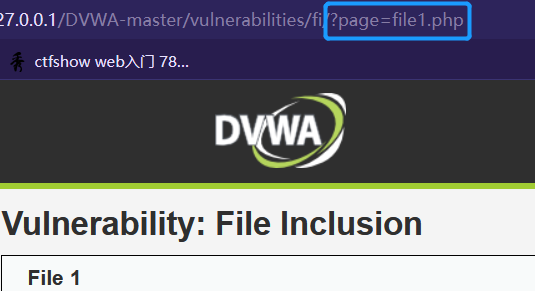 27.0.0.1/DVWA-master/vulnerabilities/fi/?page=file1.php
ctfshow web入门 78...
DVWA
Vulnerability: File Inclusion
File 1